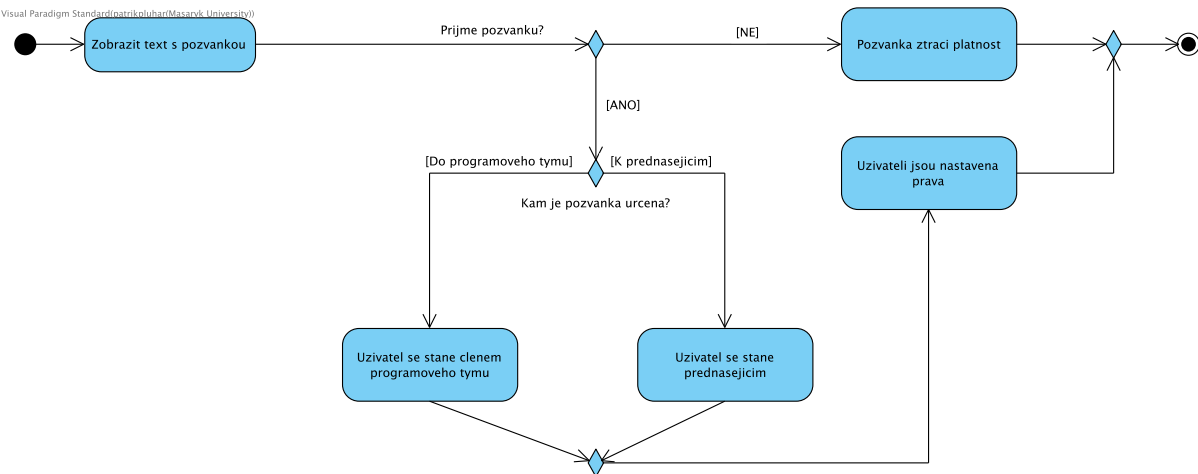 Visual Paradigm Standard(patrikpluhar(Masaryk University))
Zobrazit text s pozvankou
Prijme pozvanku?
[NE]
Pozvanka ztraci platnost
[ANO]
[Do programoveho tymu]
[K prednasejicim]
Kam je pozvanka urcena?
Uzivateli jsou nastavena
prava
Uzivatel se stane clenem
programoveho tymu
Uzivatel se stane
prednasejicim